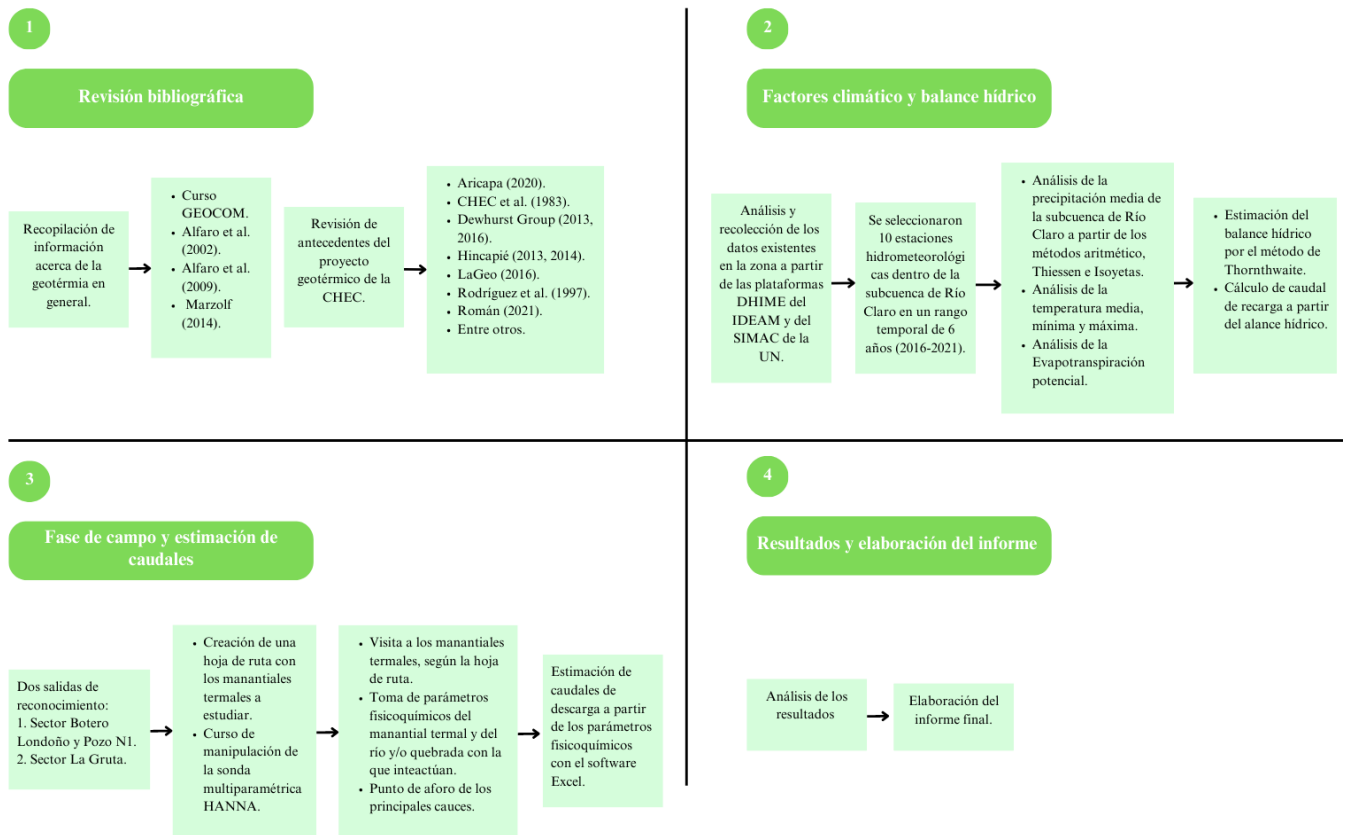 1
Revisión bibliográfica
Recopilación de
información
acerca de la
geotérmia en
general.
• Curso
GEOCOM.
• Alfaro et al.
(2002).
• Alfaro et al.
(2009).
• Marzolf
(2014).
Revisión de
antecedentes del
proyecto
geotérmico de la
CHEC.
• Aricapa (2020).
• CHEC et al. (1983).
• Dewhurst Group (2013,
2016).
• Hincapié (2013, 2014).
• LaGeo (2016).
• Rodríguez et al. (1997).
• Román (2021).
• Entre otros.
2
Factores climático y balance hídrico
Análisis y
recolección de los
datos existentes
en la zona a partir
de las plataformas
DHIME del
IDEAM y del
SIMAC de la
UN.
Se seleccionaron
10 estaciones
hidrometeorológi
cas dentro de la
subcuenca de Río
Claro en un rango
temporal de 6
años (2016-2021).
• Análisis de la
precipitación media de
la subcuenca de Río
Claro a partir de los
métodos aritmético,
Thiessen e Isoyetas.
• Análisis de la
temperatura media,
mínima y máxima.
• Análisis de la
Evapotranspiración
potencial.
• Estimación del
balance hídrico
por el método de
Thornthwaite.
• Cálculo de caudal
de recarga a partir
del alance hídrico.
3
Fase de campo y estimación de
caudales
Dos salidas de
reconocimiento:
1. Sector Botero
Londoño y Pozo N1.
2. Sector La Gruta.
• Creación de una
hoja de ruta con
los manantiales
termales a
estudiar.
• Curso de
manipulación de
la sonda
multiparamétrica
HANNA.
• Visita a los manantiales
termales, según la hoja
de ruta.
• Toma de parámetros
fisicoquímicos del
manantial termal y del
río y/o quebrada con la
que inteactúan.
• Punto de aforo de los
principales cauces.
Estimación de
caudales de
descarga a partir
de los parámetros
fisicoquímicos
con el software
Excel.
4
Resultados y elaboración del informe
Análisis de los
resultados
Elaboración del
informe final.